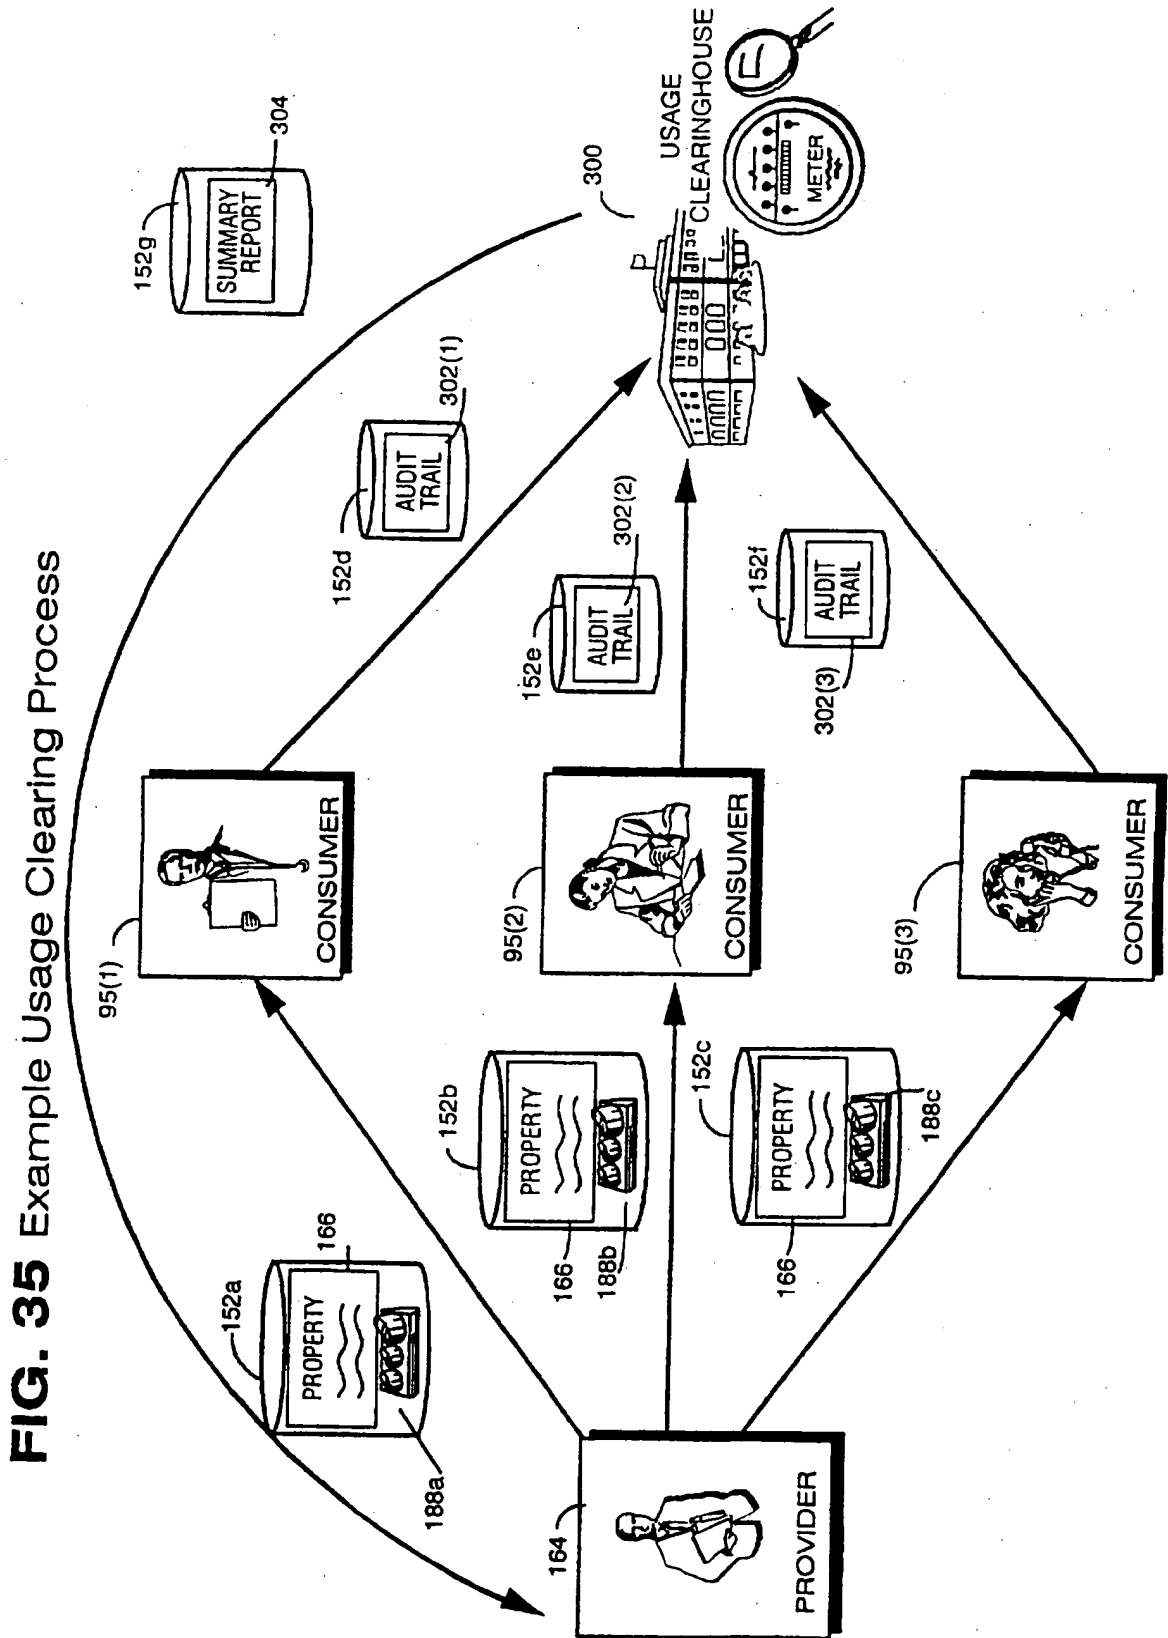 FIG. 35 Example Usage Clearing Process
152g
SUMMARY
REPORT
304
152a
PROPERTY
166
188a
95(1)
CONSUMER
152d
AUDIT
TRAIL
302(1)
300
USAGE
CLEARINGHOUSE
METER
164
PROVIDER
152b
PROPERTY
166
188b
95(2)
CONSUMER
152e
AUDIT
TRAIL
302(2)
152c
PROPERTY
166
188c
95(3)
CONSUMER
152f
AUDIT
TRAIL
302(3)